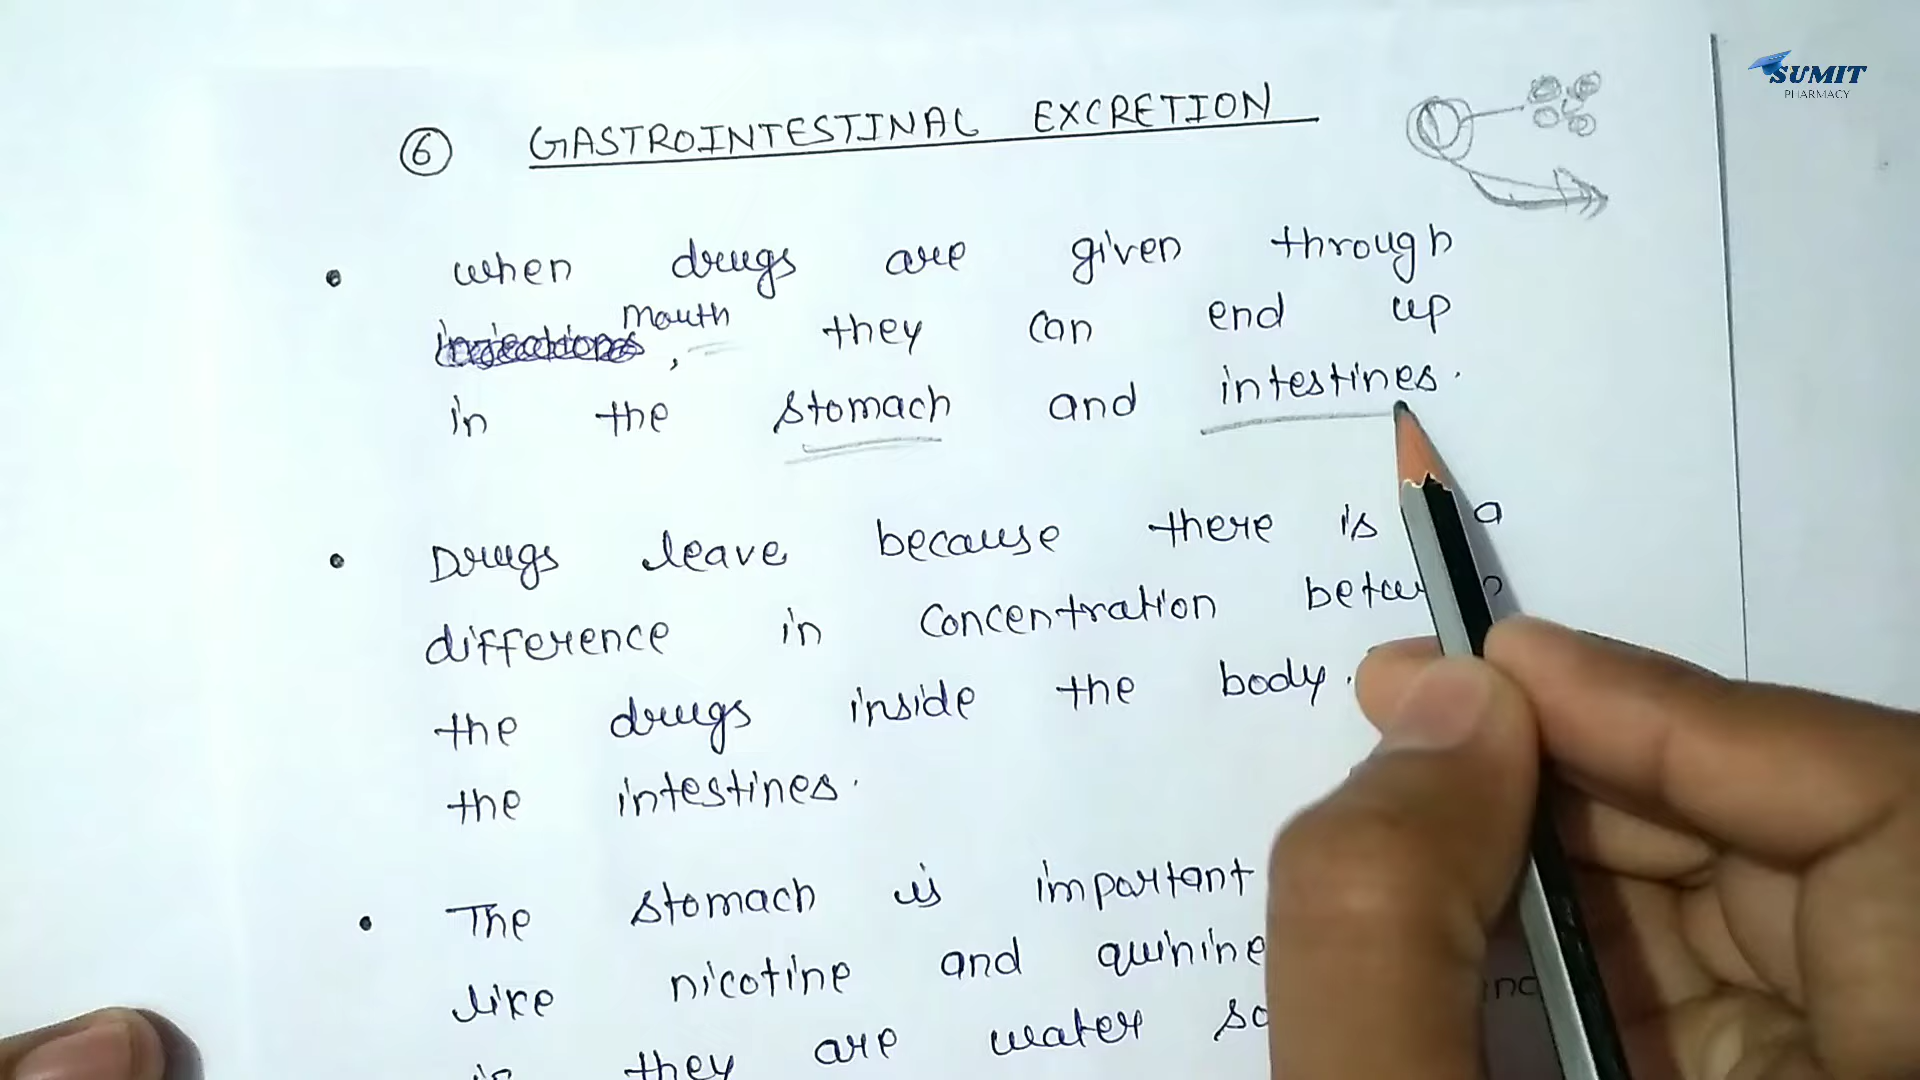 SUMIT
PHARMACY
6 GASTROINTESTINAL EXCRETION
when drugs are given through
injections mouth, they can end up
in the stomach and intestines.
Drugs leave because there is a
difference in concentration
the drugs inside the body.
the intestines.
The stomach is important
like nicotine and quinine
they are water